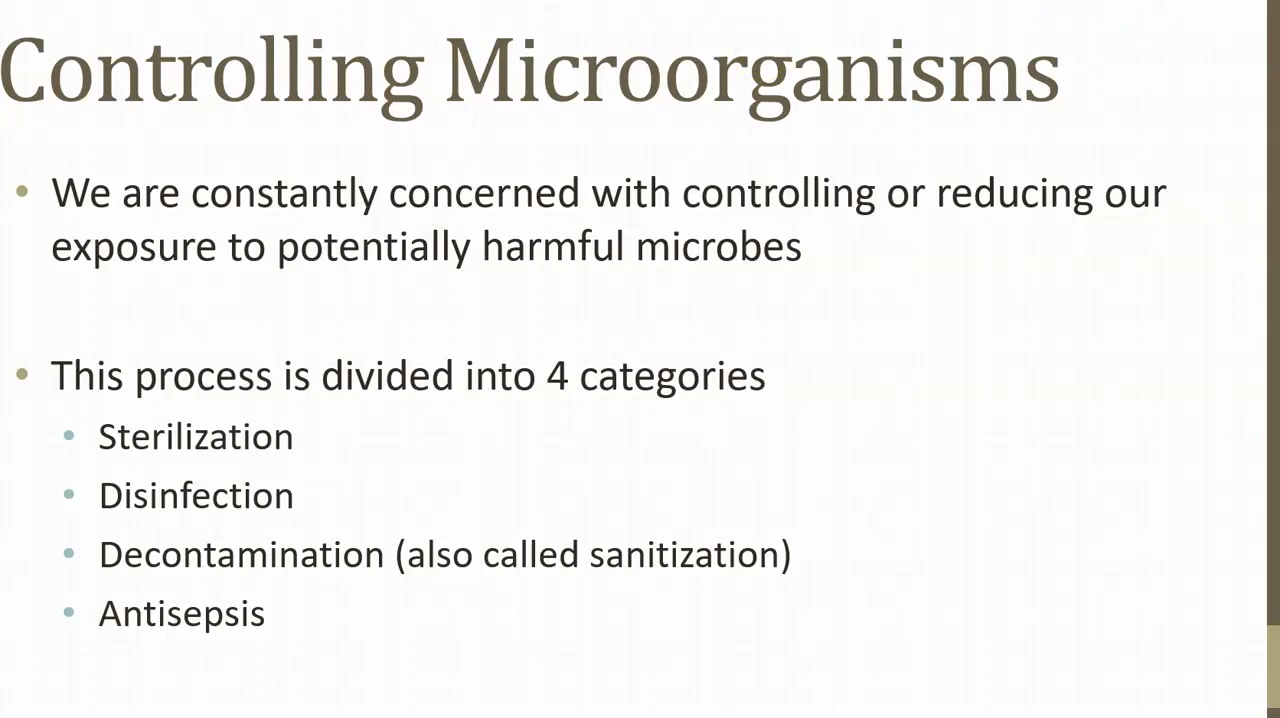 Controlling Microorganisms
• We are constantly concerned with controlling or reducing our
exposure to potentially harmful microbes
• This process is divided into 4 categories
• Sterilization
• Disinfection
• Decontamination (also called sanitization)
• Antisepsis